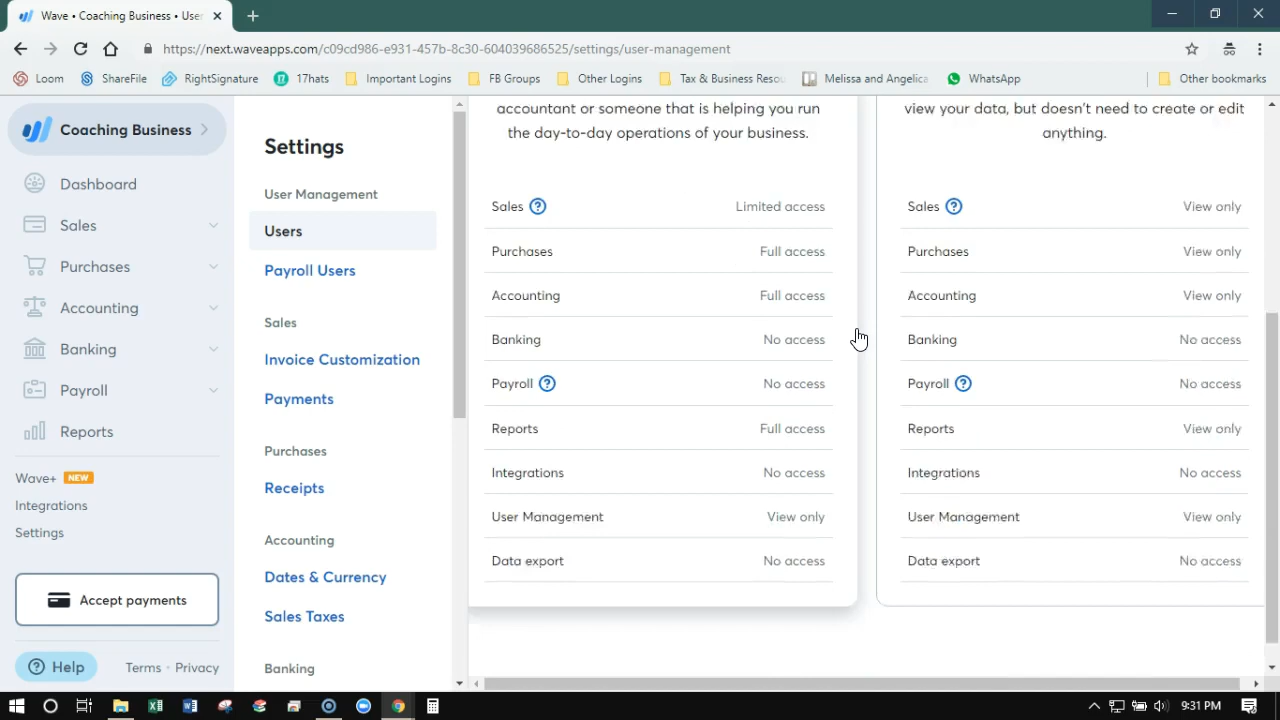 Wave • Coaching Business • User
https://next.waveapps.com/c09cd986-e931-457b-8c30-604039686525/settings/user-management
Loom ShareFile RightSignature 17hats Important Logins FB Groups Other Logins Tax & Business Resou Melissa and Angelica WhatsApp Other bookmarks
Coaching Business
Dashboard
Sales
Purchases
Accounting
Banking
Payroll
Reports
Wave+ NEW
Integrations
Settings
Accept payments
Help Terms · Privacy
Settings
User Management
Users
Payroll Users
Sales
Invoice Customization
Payments
Purchases
Receipts
Accounting
Dates & Currency
Sales Taxes
Banking
accountant or someone that is helping you run
the day-to-day operations of your business.
Sales ? Limited access
Purchases Full access
Accounting Full access
Banking No access
Payroll ? No access
Reports Full access
Integrations No access
User Management View only
Data export No access
view your data, but doesn't need to create or edit
anything.
Sales ? View only
Purchases View only
Accounting View only
Banking No access
Payroll ? No access
Reports View only
Integrations No access
User Management View only
Data export No access
9:31 PM